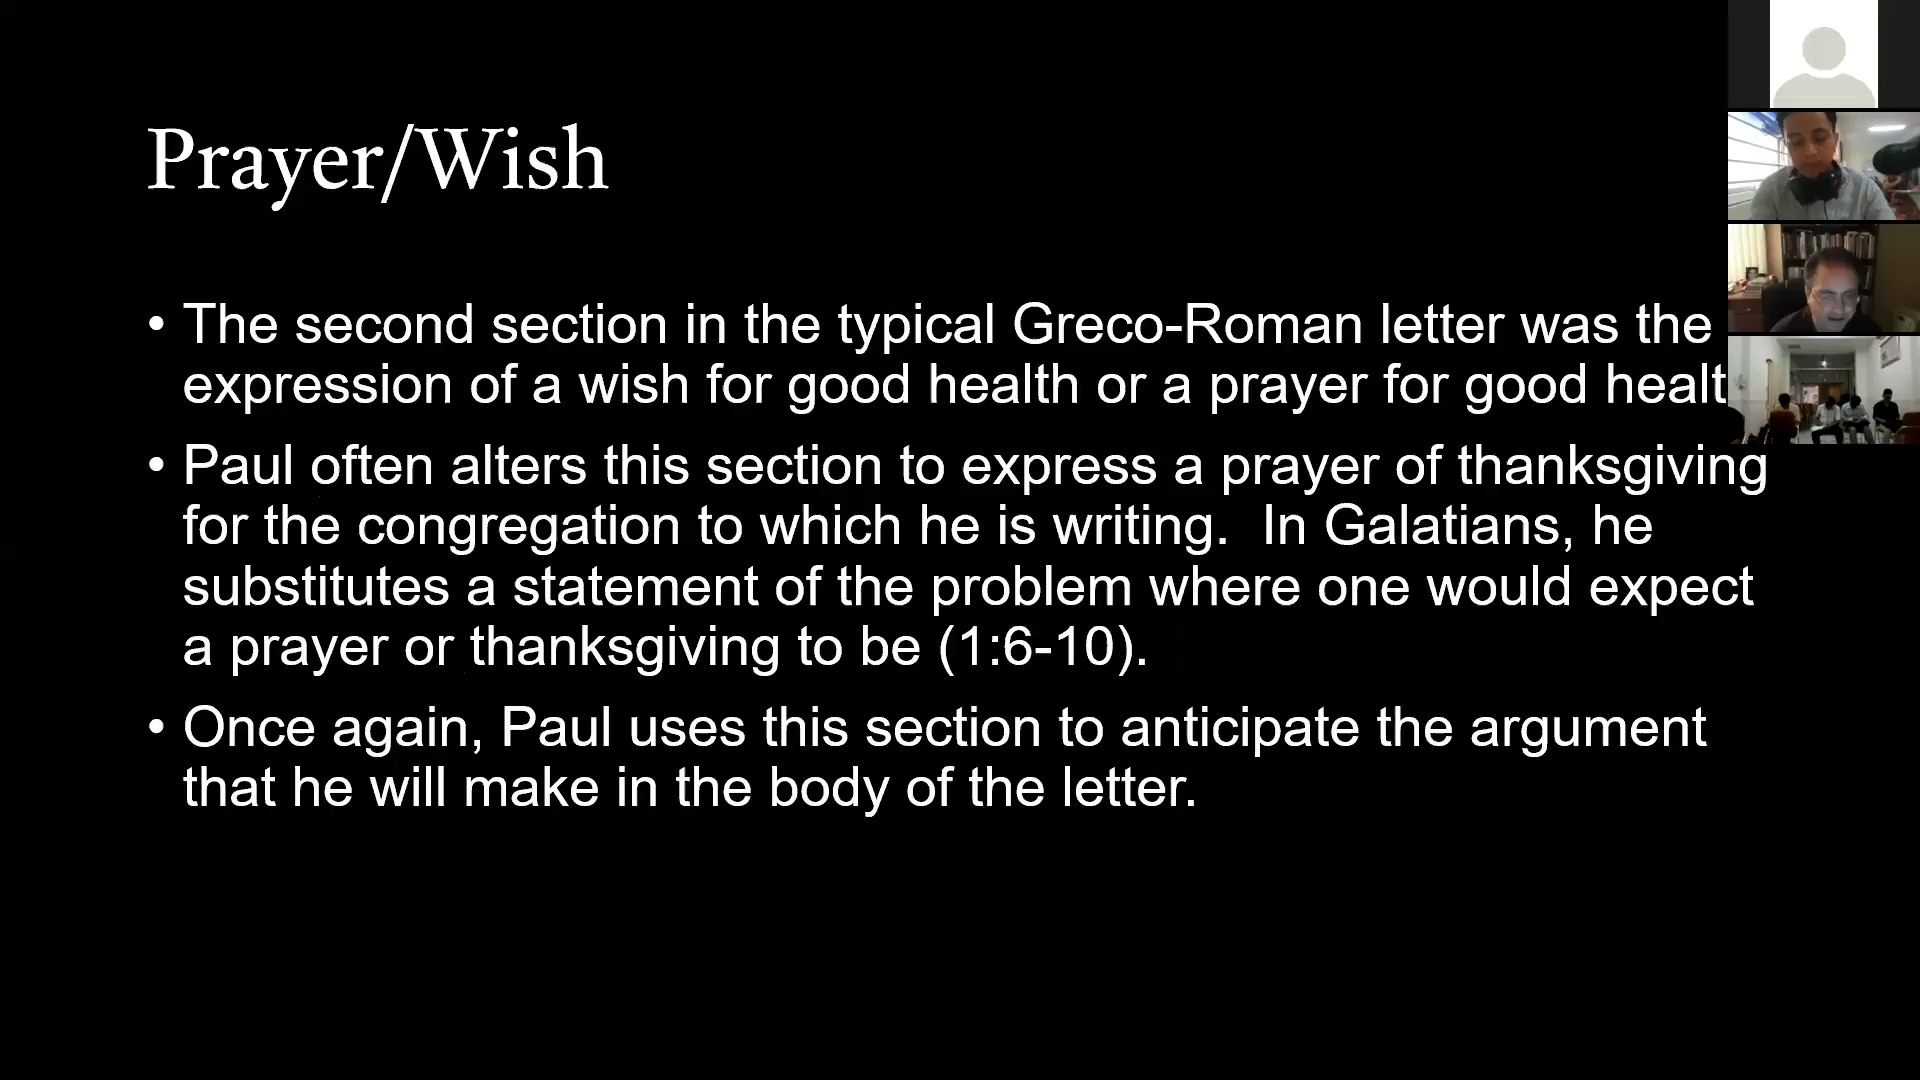 Prayer/Wish
• The second section in the typical Greco-Roman letter was the
expression of a wish for good health or a prayer for good healt
• Paul often alters this section to express a prayer of thanksgiving
for the congregation to which he is writing.  In Galatians, he
substitutes a statement of the problem where one would expect
a prayer or thanksgiving to be (1:6-10).
• Once again, Paul uses this section to anticipate the argument
that he will make in the body of the letter.